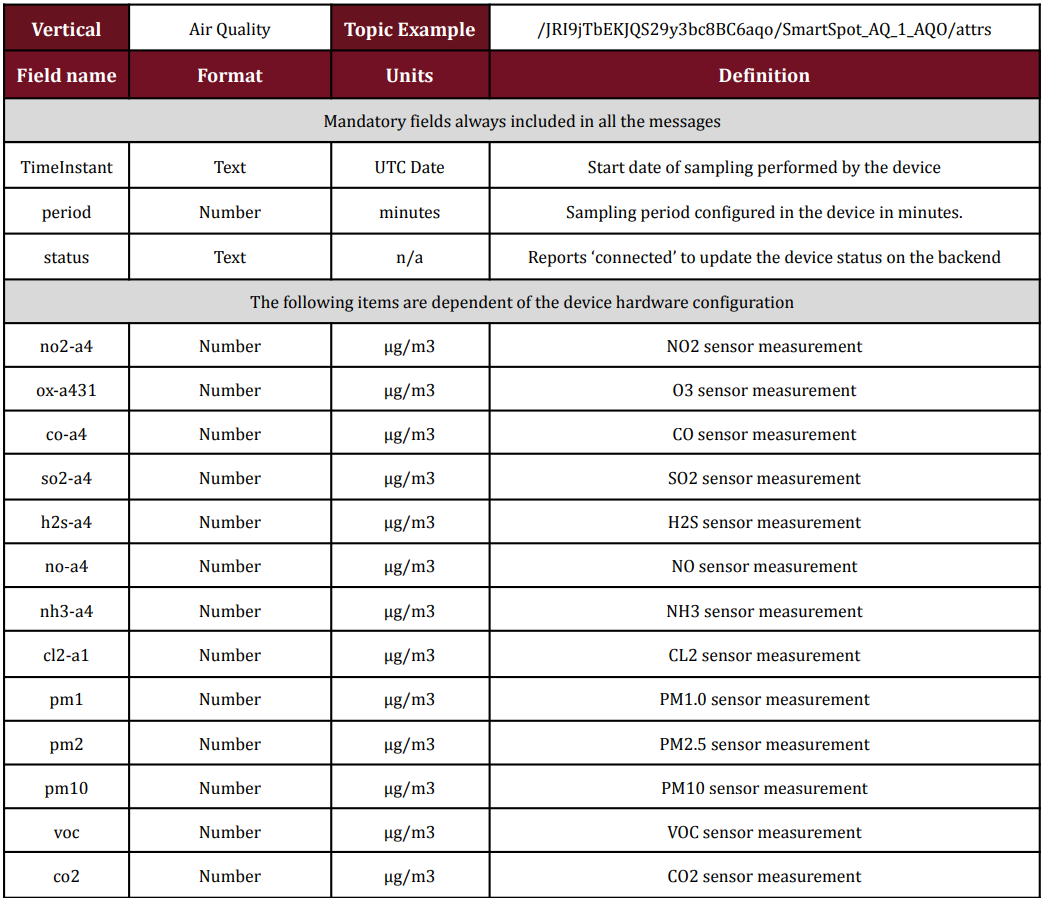 Vertical Air Quality Topic Example /JRI9jTbEKJQS29y3bc8BC6aqo/SmartSpot_AQ_1_AQO/attrs
Field name Format Units Definition
Mandatory fields always included in all the messages
TimeInstant Text UTC Date Start date of sampling performed by the device
period Number minutes Sampling period configured in the device in minutes.
status Text n/a Reports ‘connected’ to update the device status on the backend
The following items are dependent of the device hardware configuration
no2-a4 Number µg/m3 NO2 sensor measurement
ox-a431 Number µg/m3 O3 sensor measurement
co-a4 Number µg/m3 CO sensor measurement
so2-a4 Number µg/m3 SO2 sensor measurement
h2s-a4 Number µg/m3 H2S sensor measurement
no-a4 Number µg/m3 NO sensor measurement
nh3-a4 Number µg/m3 NH3 sensor measurement
cl2-a1 Number µg/m3 CL2 sensor measurement
pm1 Number µg/m3 PM1.0 sensor measurement
pm2 Number µg/m3 PM2.5 sensor measurement
pm10 Number µg/m3 PM10 sensor measurement
voc Number µg/m3 VOC sensor measurement
co2 Number µg/m3 CO2 sensor measurement